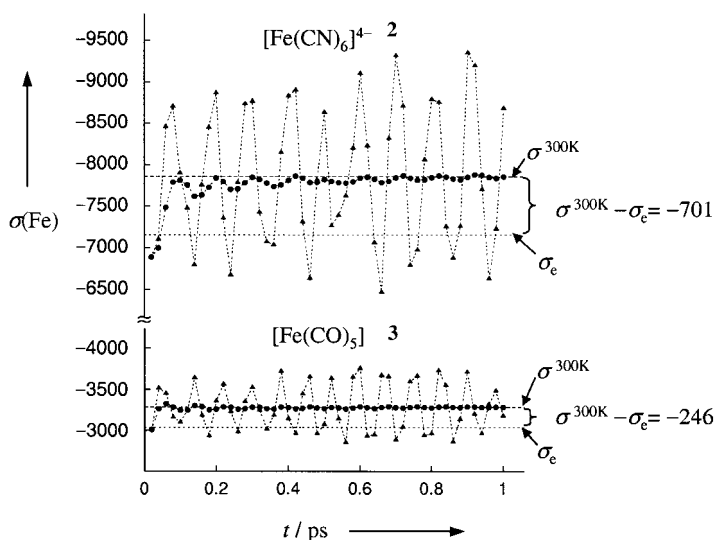 [Fe(CN)₆]⁴⁻ 2
-9500
-9000
-8500
-8000
-7500
-7000
-6500
σ(Fe)
σ³⁰⁰ᴷ
σ³⁰⁰ᴷ − σₑ = −701
σₑ
[Fe(CO)₅] 3
-4000
-3500
-3000
σ³⁰⁰ᴷ
σ³⁰⁰ᴷ − σₑ = −246
σₑ
0 0.2 0.4 0.6 0.8 1
t / ps